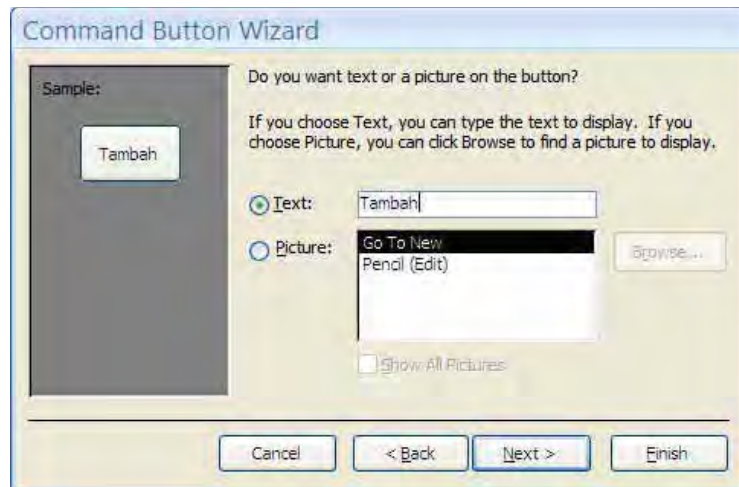 Command Button Wizard
Sample:
Tambah
Do you want text or a picture on the button?
If you choose Text, you can type the text to display. If you
choose Picture, you can click Browse to find a picture to display.
Text:
Tambah
Picture:
Go To New
Pencil (Edit)
Browse...
Show All Pictures
Cancel
< Back
Next >
Finish